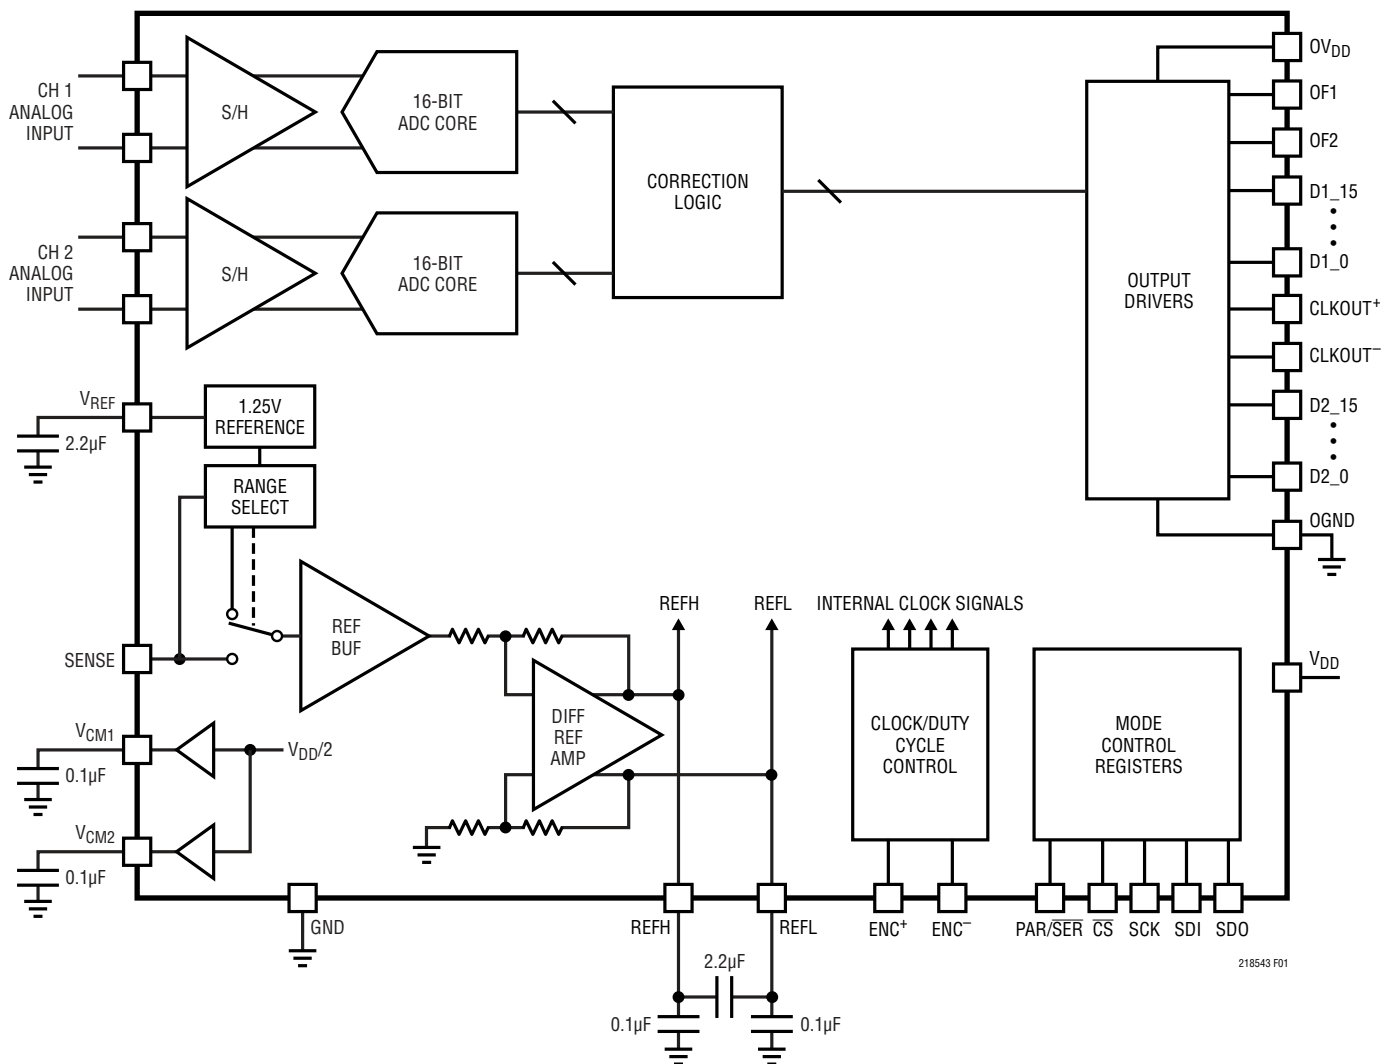 CH 1
ANALOG
INPUT
S/H
16-BIT
ADC CORE
CORRECTION
LOGIC
CH 2
ANALOG
INPUT
S/H
16-BIT
ADC CORE
OUTPUT
DRIVERS
OVDD
OF1
OF2
D1_15
D1_0
CLKOUT+
CLKOUT–
D2_15
D2_0
OGND
VDD
VREF
2.2µF
1.25V
REFERENCE
RANGE
SELECT
SENSE
REF
BUF
DIFF
REF
AMP
REFH
REFL
INTERNAL CLOCK SIGNALS
CLOCK/DUTY
CYCLE
CONTROL
MODE
CONTROL
REGISTERS
VCM1
0.1µF
VDD/2
VCM2
0.1µF
GND
REFH
REFL
ENC+
ENC–
PAR/SER
CS
SCK
SDI
SDO
2.2µF
0.1µF
0.1µF
218543 F01